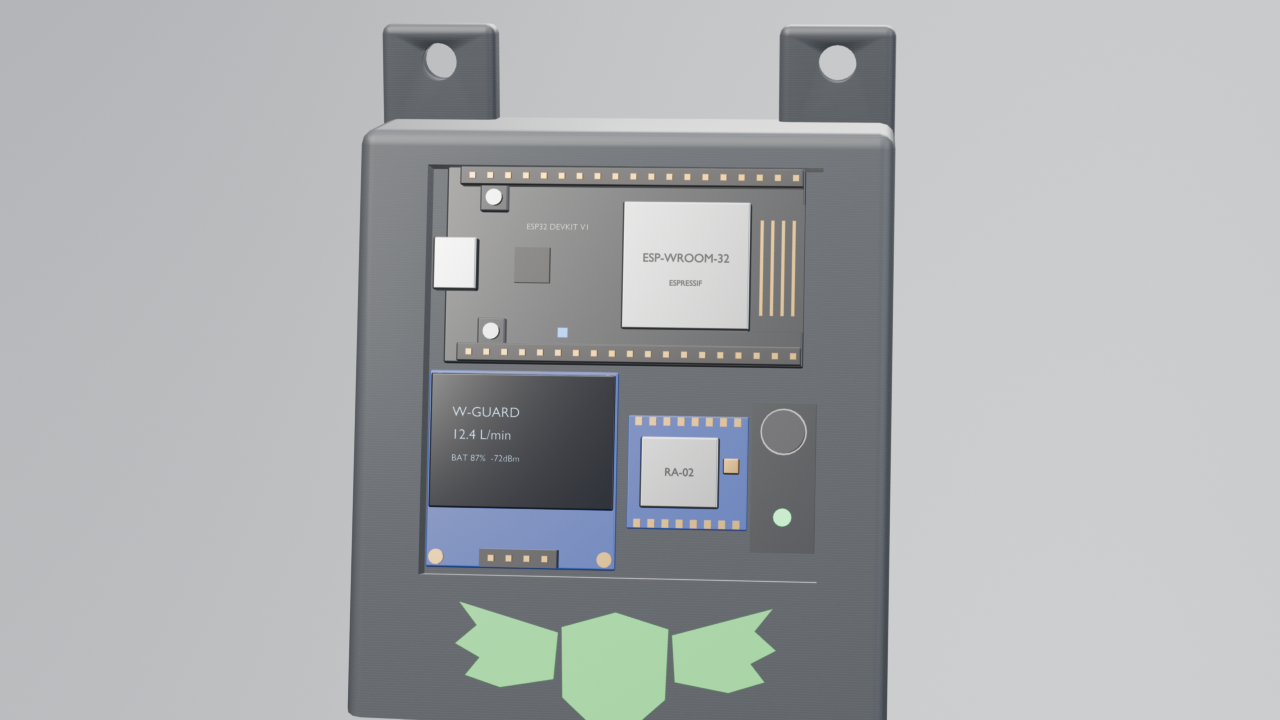 ESP32 DEVKIT V1
ESP-WROOM-32
ESPRESSIF
W-GUARD
12.4 L/min
BAT 87% -72dBm
RA-02